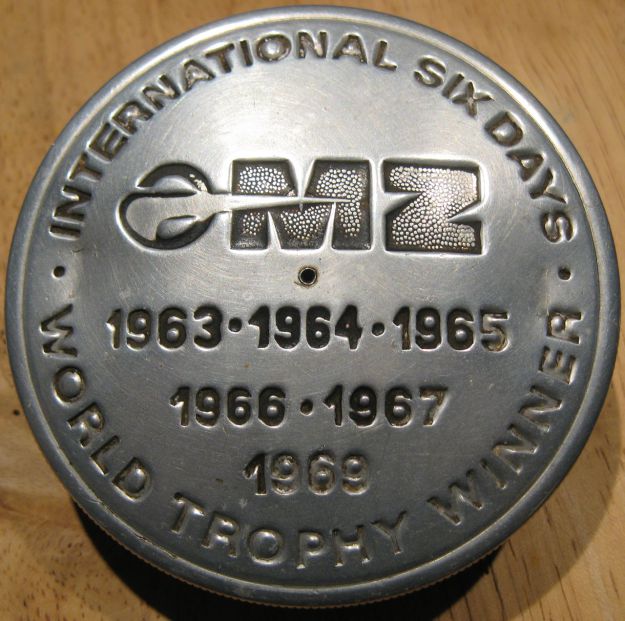 INTERNATIONAL SIX DAYS
MZ
1963·1964·1965
1966·1967
1969
WORLD TROPHY WINNER